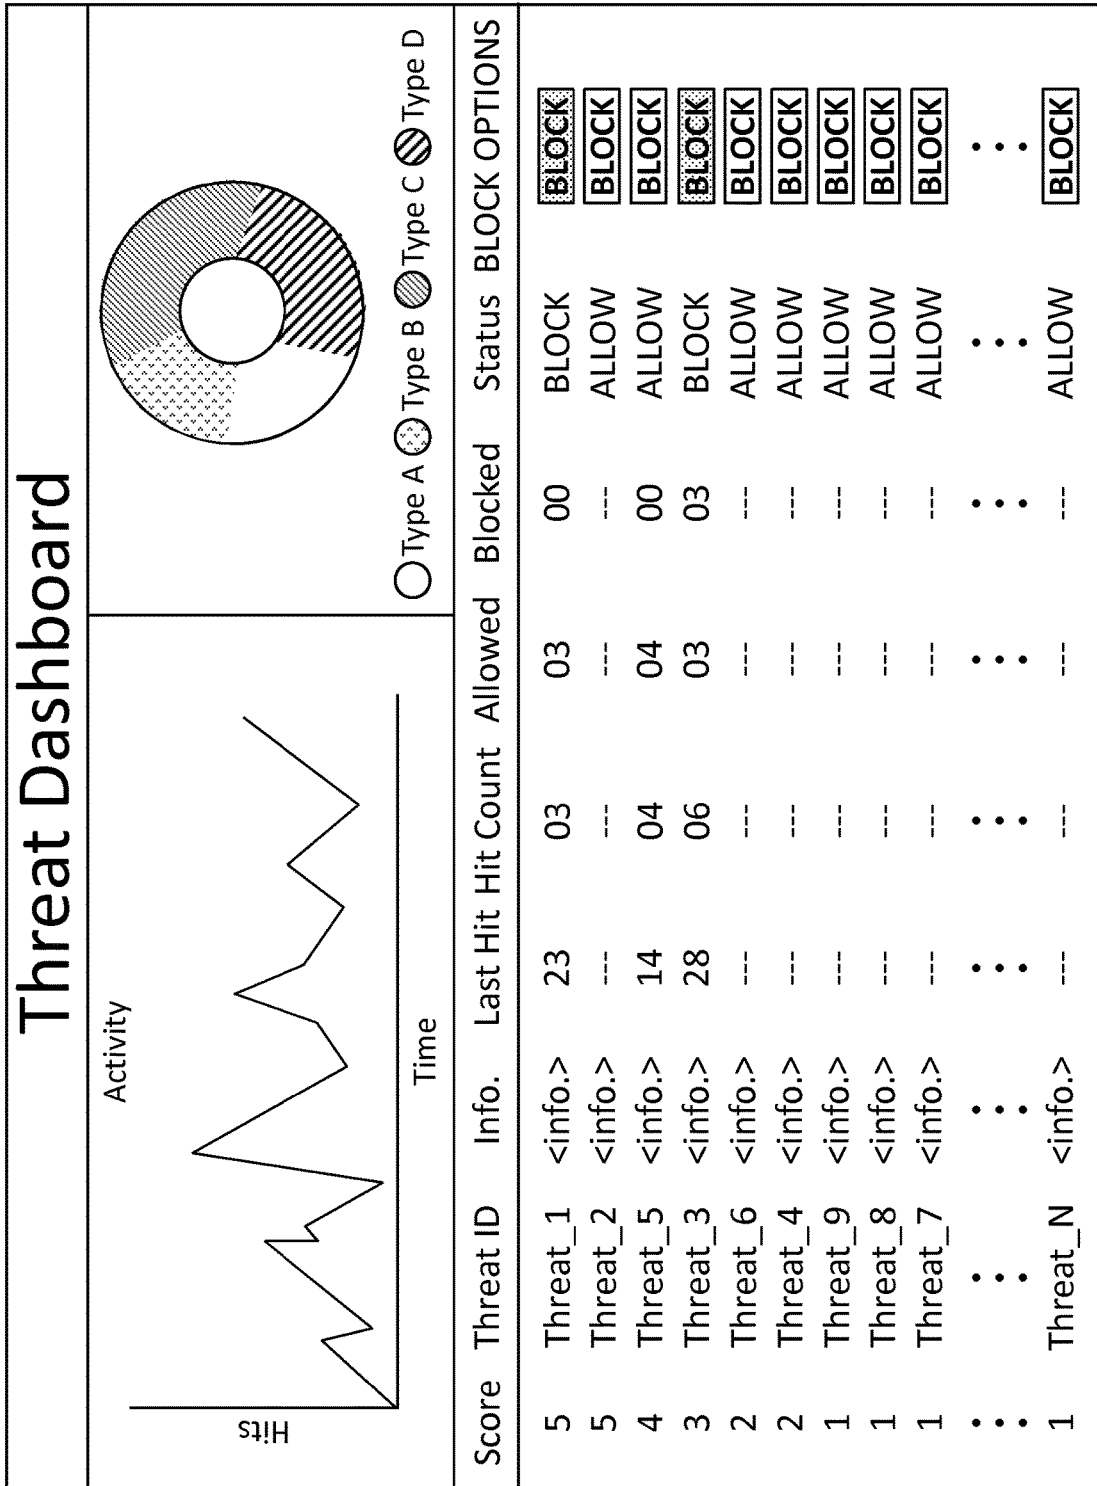 Threat Dashboard
Activity
Hits
Time
Type A Type B Type C Type D
Score Threat ID Info. Last Hit Hit Count Allowed Blocked Status BLOCK OPTIONS
5 Threat_1 <info.> 23 03 03 00 BLOCK BLOCK
5 Threat_2 <info.> --- --- --- --- ALLOW BLOCK
4 Threat_5 <info.> 14 04 04 00 ALLOW BLOCK
3 Threat_3 <info.> 28 06 03 03 BLOCK BLOCK
2 Threat_6 <info.> --- --- --- --- ALLOW BLOCK
2 Threat_4 <info.> --- --- --- --- ALLOW BLOCK
1 Threat_9 <info.> --- --- --- --- ALLOW BLOCK
1 Threat_8 <info.> --- --- --- --- ALLOW BLOCK
1 Threat_7 <info.> --- --- --- --- ALLOW BLOCK
1 Threat_N <info.> --- --- --- --- ALLOW BLOCK